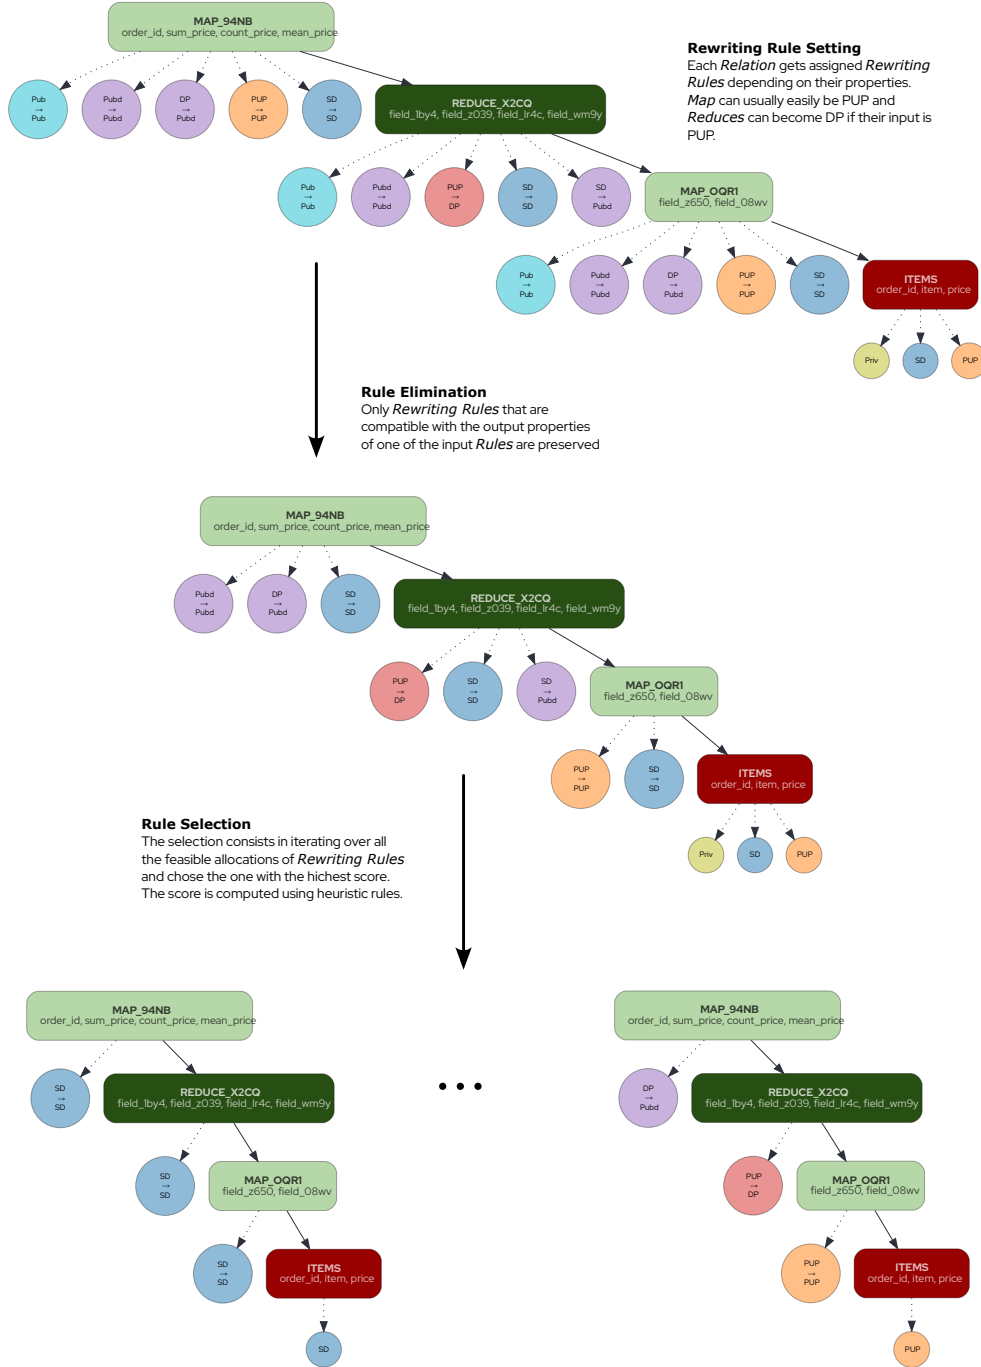 MAP_94NB
order_id, sum_price, count_price, mean_price
Rewriting Rule Setting
Each Relation gets assigned Rewriting
Rules depending on their properties.
Map can usually easily be PUP and
Reduces can become DP if their input is
PUP.
Pub
→
Pub
Pubd
→
Pubd
DP
→
Pubd
PUP
→
PUP
SD
→
SD
REDUCE_X2CQ
field_1by4, field_z039, field_lr4c, field_wm9y
Pub
→
Pub
Pubd
→
Pubd
PUP
→
DP
SD
→
SD
SD
→
Pubd
MAP_OQR1
field_z650, field_08wv
Pub
→
Pub
Pubd
→
Pubd
DP
→
Pubd
PUP
→
PUP
SD
→
SD
ITEMS
order_id, item, price
Priv
SD
PUP
Rule Elimination
Only Rewriting Rules that are
compatible with the output properties
of one of the input Rules are preserved
MAP_94NB
order_id, sum_price, count_price, mean_price
Pubd
→
Pubd
DP
→
Pubd
SD
→
SD
REDUCE_X2CQ
field_1by4, field_z039, field_lr4c, field_wm9y
PUP
→
DP
SD
→
SD
SD
→
Pubd
MAP_OQR1
field_z650, field_08wv
PUP
→
PUP
SD
→
SD
ITEMS
order_id, item, price
Priv
SD
PUP
Rule Selection
The selection consists in iterating over all
the feasible allocations of Rewriting Rules
and chose the one with the highest score.
The score is computed using heuristic rules.
MAP_94NB
order_id, sum_price, count_price, mean_price
SD
→
SD
REDUCE_X2CQ
field_1by4, field_z039, field_lr4c, field_wm9y
SD
→
SD
MAP_OQR1
field_z650, field_08wv
SD
→
SD
ITEMS
order_id, item, price
SD
...
MAP_94NB
order_id, sum_price, count_price, mean_price
DP
→
Pubd
REDUCE_X2CQ
field_1by4, field_z039, field_lr4c, field_wm9y
PUP
→
DP
MAP_OQR1
field_z650, field_08wv
PUP
→
PUP
ITEMS
order_id, item, price
PUP